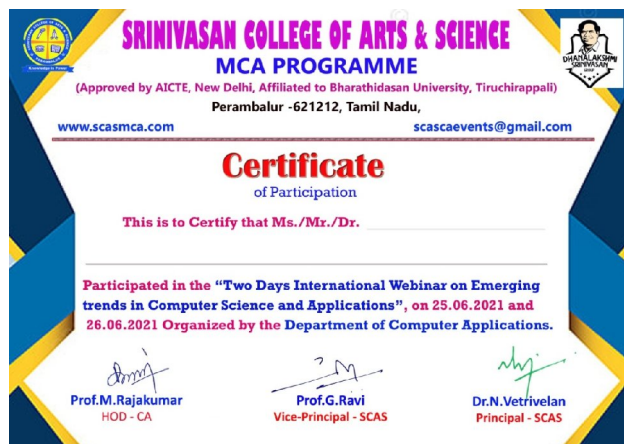 SRINIVASAN COLLEGE OF ARTS & SCIENCE
MCA PROGRAMME
(Approved by AICTE, New Delhi, Affiliated to Bharathidasan University, Tiruchirappali)
Perambalur -621212, Tamil Nadu,
www.scasmca.com scascaevents@gmail.com
DHANALAKSHMI
SRINIVASAN
GROUP
Certificate
of Participation
This is to Certify that Ms./Mr./Dr.
Participated in the “Two Days International Webinar on Emerging
trends in Computer Science and Applications”, on 25.06.2021 and
26.06.2021 Organized by the Department of Computer Applications.
Prof.M.Rajakumar Prof.G.Ravi Dr.N.Vetrivelan
HOD - CA Vice-Principal - SCAS Principal - SCAS